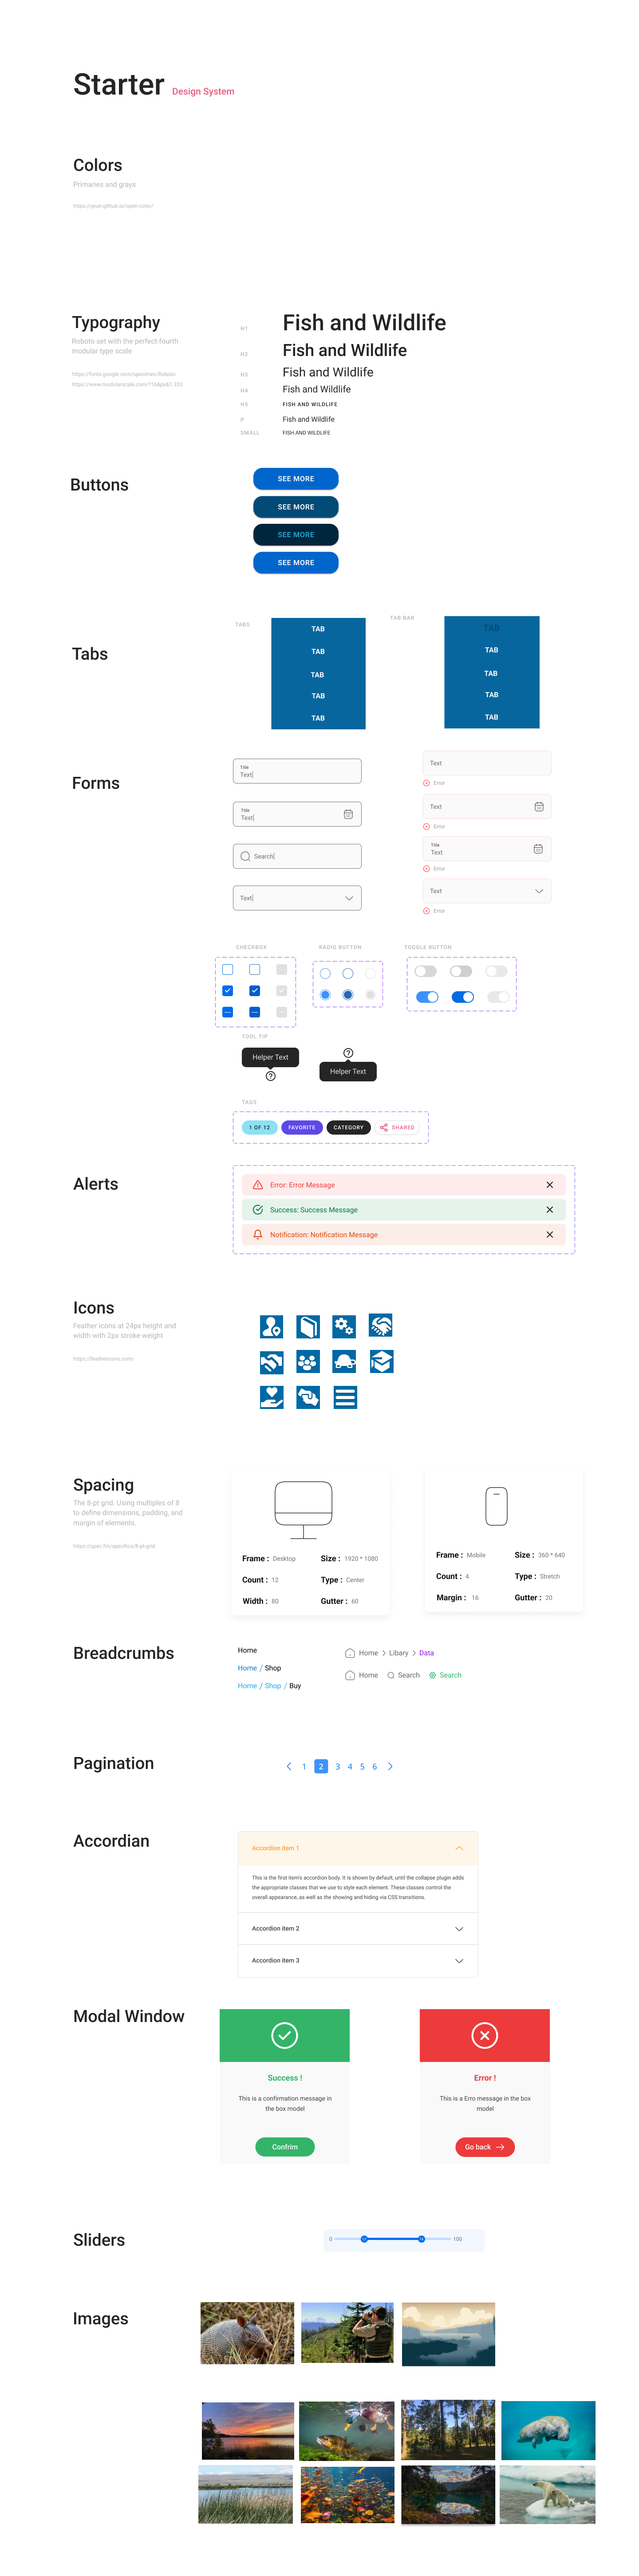 Starter Design System
Colors
Primaries and grays
https://yeun.github.io/open-color/
Typography
Roboto set with the perfect-fourth
modular type scale
https://fonts.google.com/specimen/Roboto
https://www.modularscale.com/?16&px&1.333
H1 Fish and Wildlife
H2 Fish and Wildlife
H3 Fish and Wildlife
H4 Fish and Wildlife
H5 FISH AND WILDLIFE
P Fish and Wildlife
SMALL FISH AND WILDLIFE
Buttons
SEE MORE
SEE MORE
SEE MORE
SEE MORE
Tabs
TABS
TAB
TAB
TAB
TAB
TAB
TAB BAR
TAB
TAB
TAB
TAB
TAB
Forms
Title
Text
Title
Text
Search
Text
Text
Error
Text
Error
Title
Text
Error
Text
Error
CHECKBOX
RADIO BUTTON
TOGGLE BUTTON
TOOL TIP
Helper Text
Helper Text
TAGS
1 OF 12 FAVORITE CATEGORY SHARED
Alerts
Error: Error Message
Success: Success Message
Notification: Notification Message
Icons
Feather icons at 24px height and
width with 2px stroke weight
https://feathericons.com/
Spacing
The 8-pt grid. Using multiples of 8
to define dimensions, padding, and
margin of elements.
https://spec.fm/specifics/8-pt-grid
Frame : Desktop Size : 1920 * 1080
Count : 12 Type : Center
Width : 80 Gutter : 60
Frame : Mobile Size : 360 * 640
Count : 4 Type : Stretch
Margin : 16 Gutter : 20
Breadcrumbs
Home
Home / Shop
Home / Shop / Buy
Home > Libary > Data
Home Search Search
Pagination
1 2 3 4 5 6
Accordian
Accordion item 1
This is the first item's accordion body. It is shown by default, until the collapse plugin adds
the appropriate classes that we use to style each element. These classes control the
overall appearance, as well as the showing and hiding via CSS transitions.
Accordion item 2
Accordion item 3
Modal Window
Success !
This is a confirmation message in
the box model
Confrim
Error !
This is a Erro message in the box
model
Go back
Sliders
0 100
Images